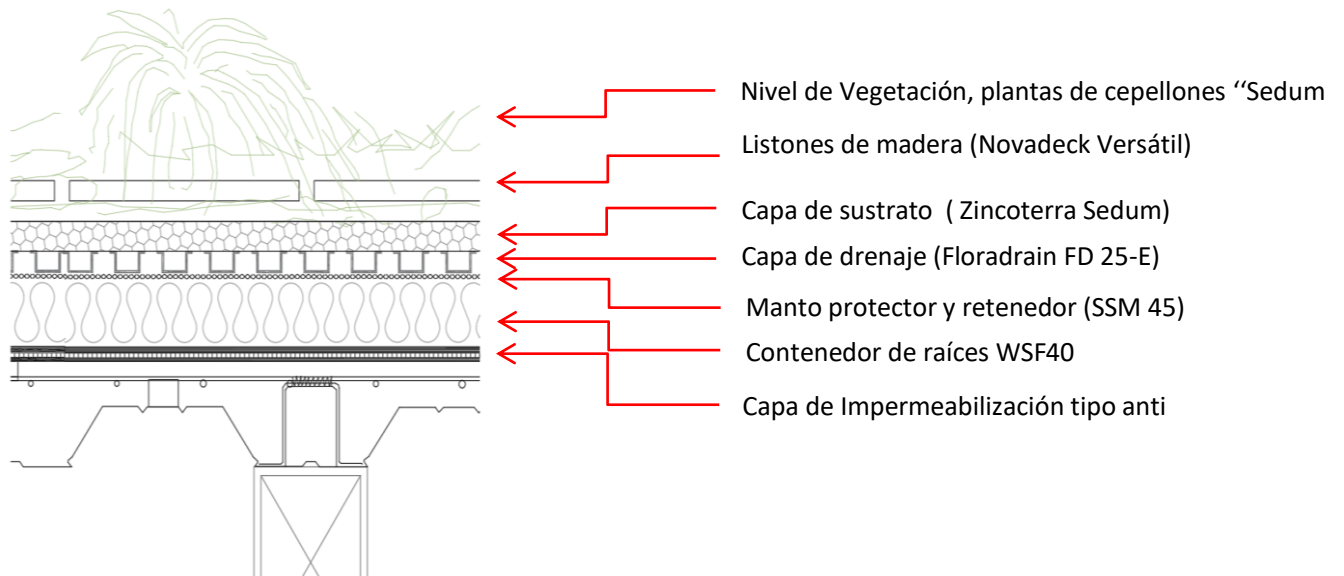 Nivel de Vegetación, plantas de cepellones “Sedum
Listones de madera (Novadeck Versátil)
Capa de sustrato ( Zincoterra Sedum)
Capa de drenaje (Floradrain FD 25-E)
Manto protector y retenedor (SSM 45)
Contenedor de raíces WSF40
Capa de Impermeabilización tipo anti